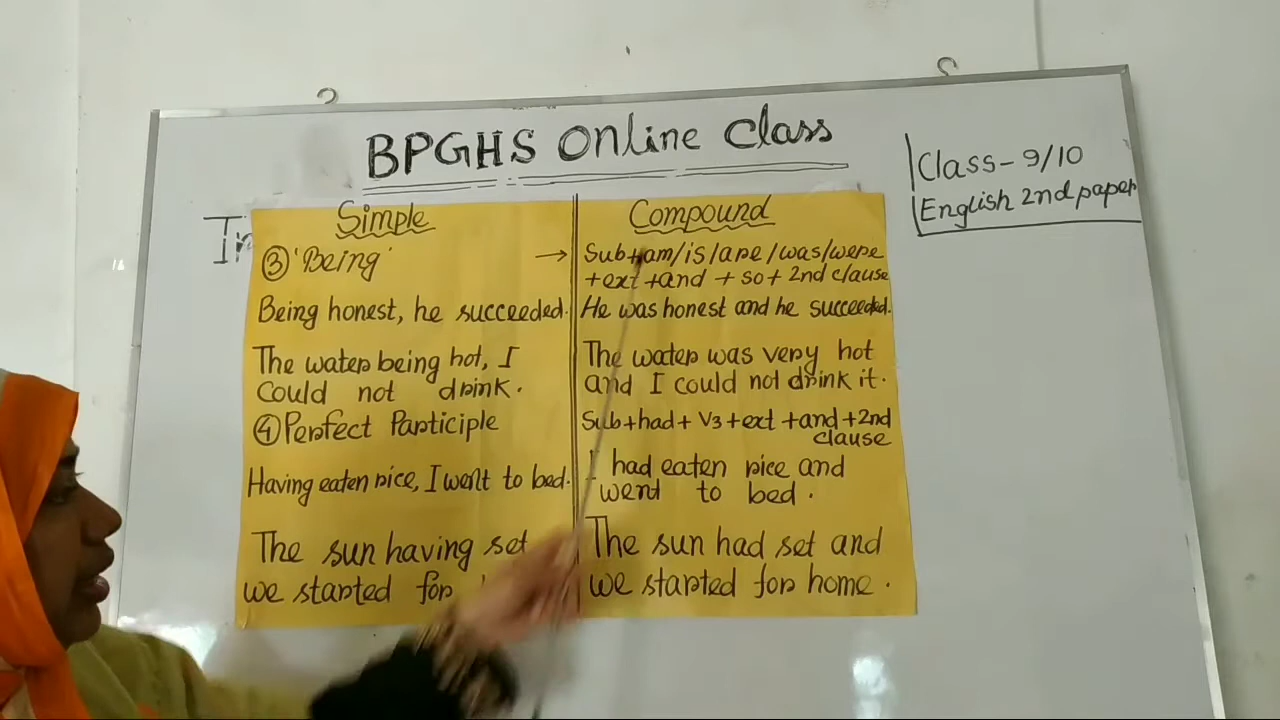 BPGHS Online Class
Class- 9/10
English 2nd paper
Simple
③ 'Being' →
Being honest, he succeeded.
The water being hot, I
Could not drink.
④ Perfect Participle
Having eaten rice, I went to bed.
The sun having set
we started for
Compound
Sub+am/is/are/was/were
+ext+and + so+ 2nd clause
He was honest and he succeeded.
The water was very hot
and I could not drink it.
Sub+had+ V3+ext +and+2nd
clause
I had eaten rice and
went to bed.
The sun had set and
we started for home.